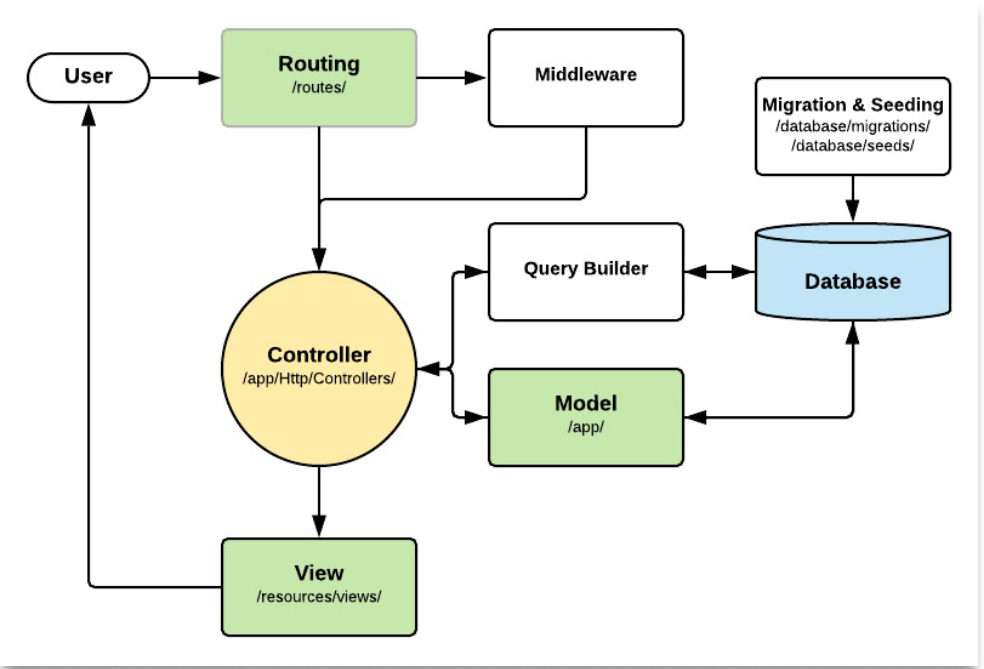 User
Routing
/routes/
Middleware
Migration & Seeding
/database/migrations/
/database/seeds/
Query Builder
Database
Controller
/app/Http/Controllers/
Model
/app/
View
/resources/views/